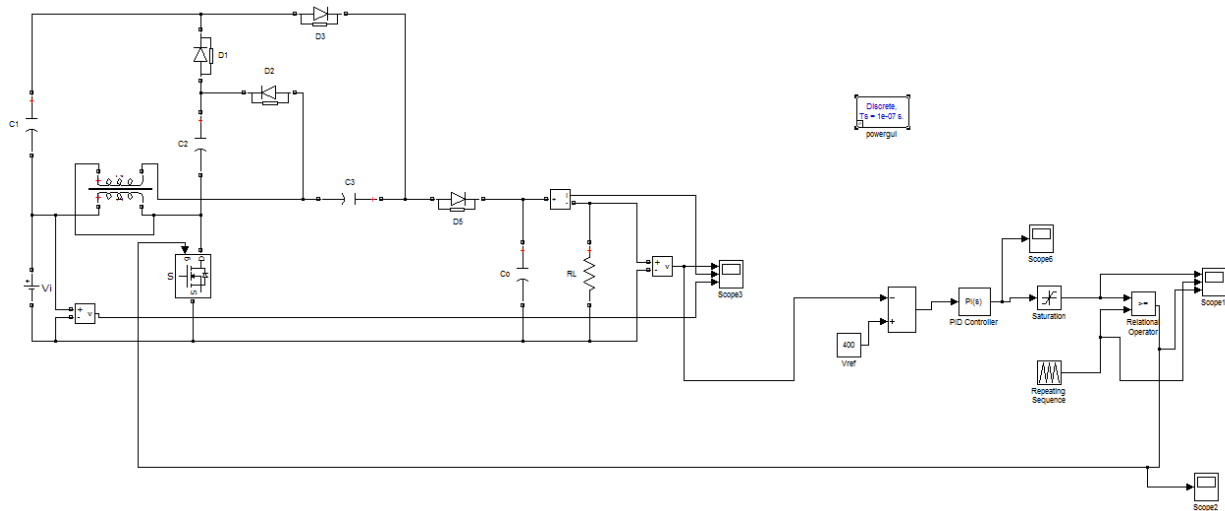 D3
D1
D2
C1
C2
C3
D5
Discrete,
Ts = 1e-07 s.
powergui
+
g
D
S
S
Vi
+
-
v
Co
RL
+
i
-
+
-
v
Scope3
Scope6
-
+
400
Vref
PI(s)
PID Controller
Saturation
>=
Relational
Operator
Scope1
Repeating
Sequence
Scope2